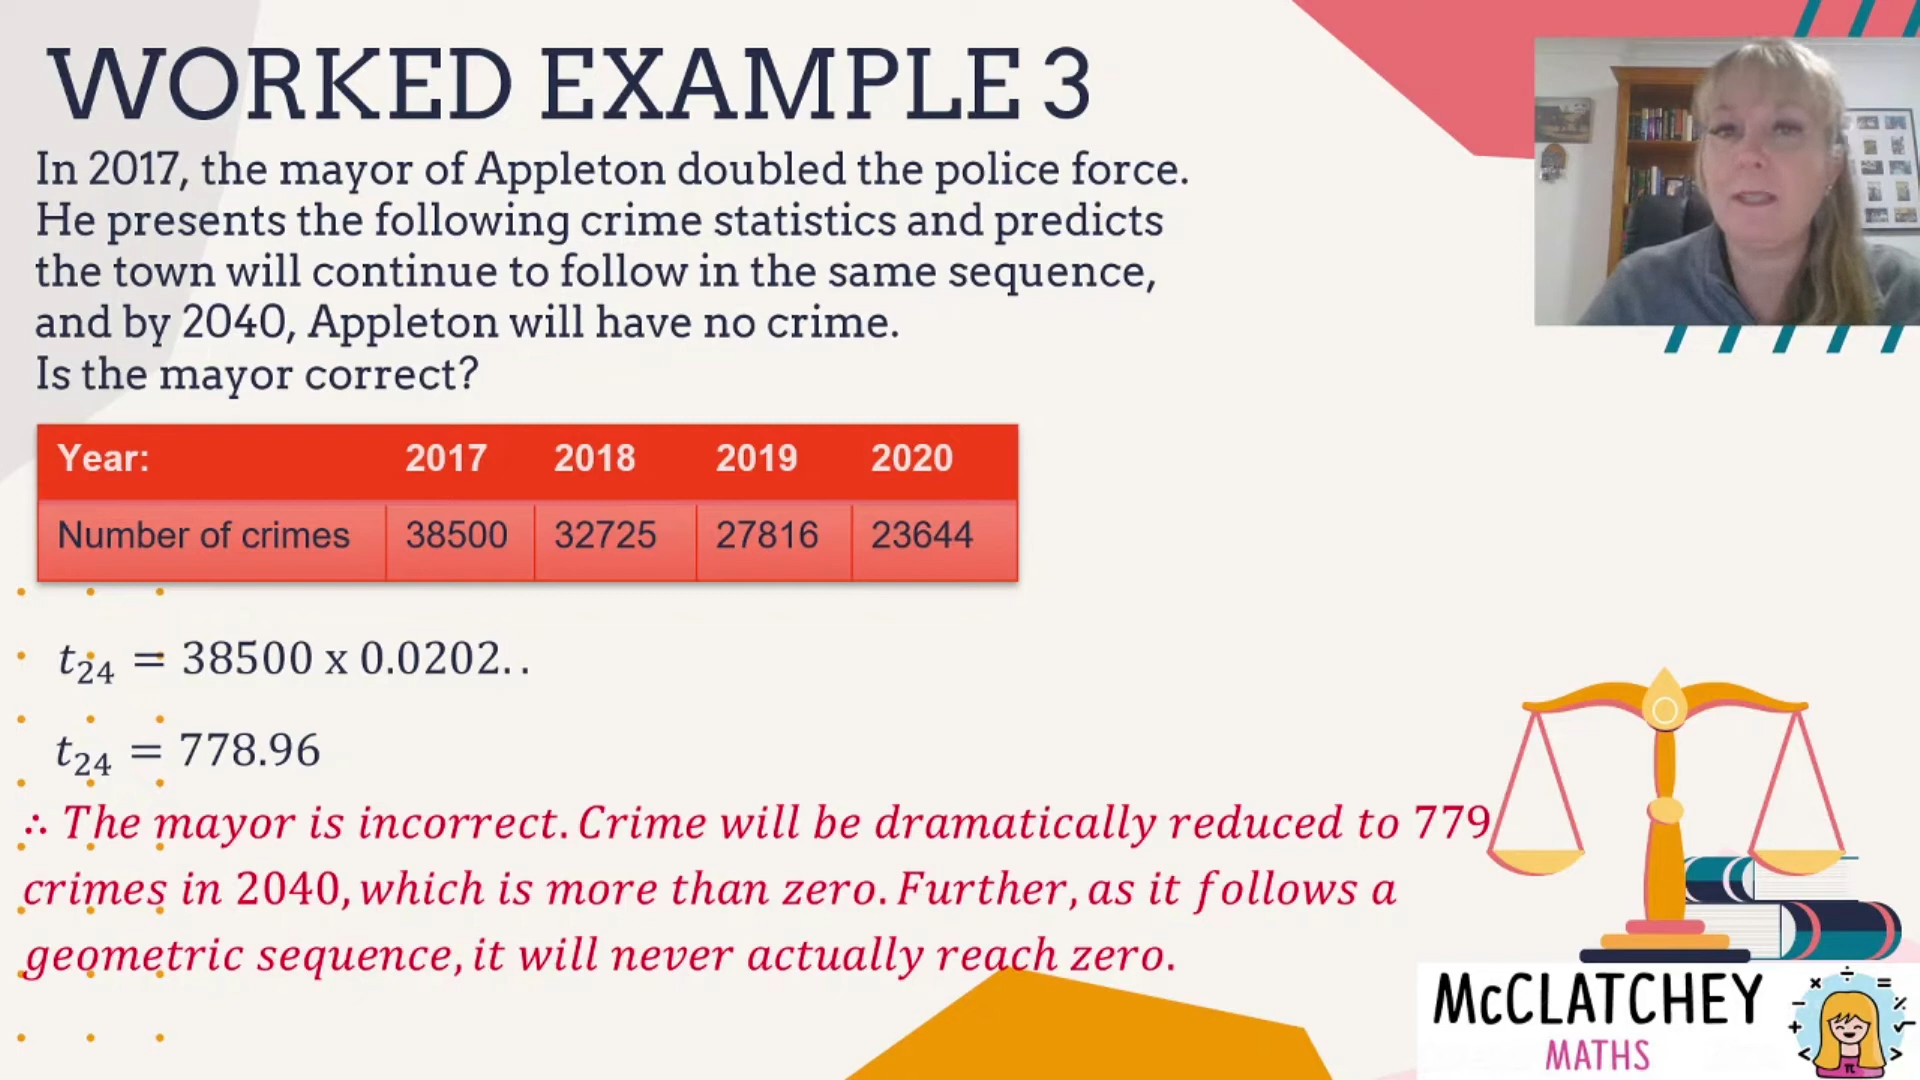 WORKED EXAMPLE 3
In 2017, the mayor of Appleton doubled the police force.
He presents the following crime statistics and predicts
the town will continue to follow in the same sequence,
and by 2040, Appleton will have no crime.
Is the mayor correct?
Year: 2017 2018 2019 2020
Number of crimes 38500 32725 27816 23644
t₂₄ = 38500 x 0.0202. .
t₂₄ = 778.96
∴ The mayor is incorrect. Crime will be dramatically reduced to 779
crimes in 2040, which is more than zero. Further, as it follows a
geometric sequence, it will never actually reach zero.
McCLATCHEY
MATHS